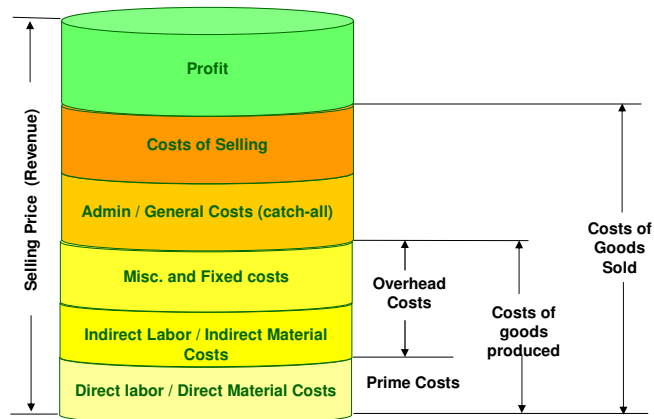 Selling Price (Revenue)
Profit
Costs of Selling
Admin / General Costs (catch-all)
Misc. and Fixed costs
Indirect Labor / Indirect Material
Costs
Direct labor / Direct Material Costs
Overhead
Costs
Prime Costs
Costs of
goods
produced
Costs of
Goods
Sold